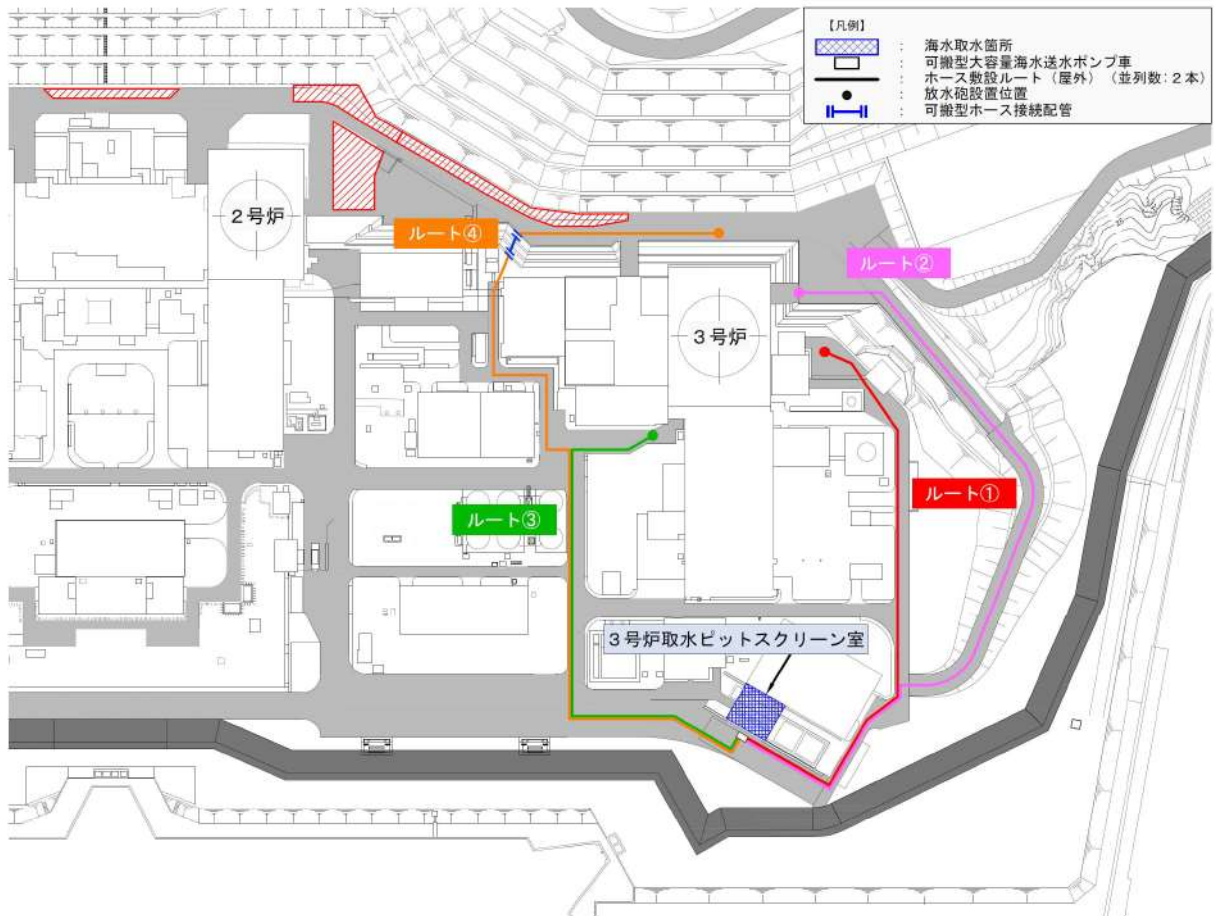 【凡例】
: 海水取水箇所
: 可搬型大容量海水送水ポンプ車
: ホース敷設ルート（屋外）（並列数：2本）
: 放水砲設置位置
: 可搬型ホース接続配管
2号炉
ルート④
ルート②
3号炉
ルート①
ルート③
3号炉取水ピットスクリーン室